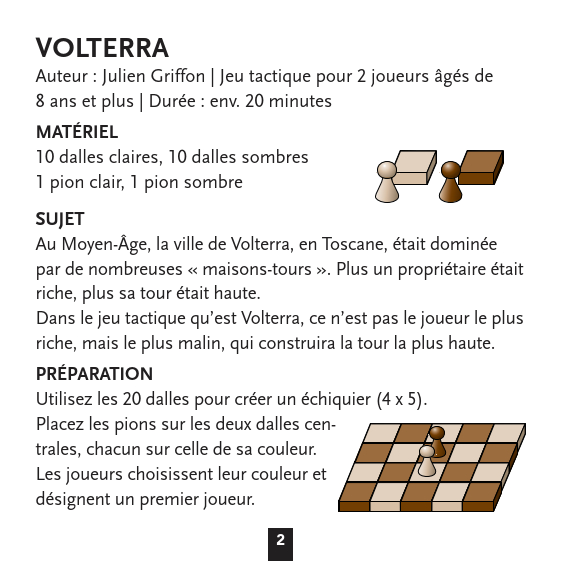 VOLTERRA
Auteur : Julien Griffon | Jeu tactique pour 2 joueurs âgés de
8 ans et plus | Durée : env. 20 minutes
MATÉRIEL
10 dalles claires, 10 dalles sombres
1 pion clair, 1 pion sombre
SUJET
Au Moyen-Âge, la ville de Volterra, en Toscane, était dominée
par de nombreuses « maisons-tours ». Plus un propriétaire était
riche, plus sa tour était haute.
Dans le jeu tactique qu’est Volterra, ce n’est pas le joueur le plus
riche, mais le plus malin, qui construira la tour la plus haute.
PRÉPARATION
Utilisez les 20 dalles pour créer un échiquier (4 x 5).
Placez les pions sur les deux dalles cen-
trales, chacun sur celle de sa couleur.
Les joueurs choisissent leur couleur et
désignent un premier joueur.
2